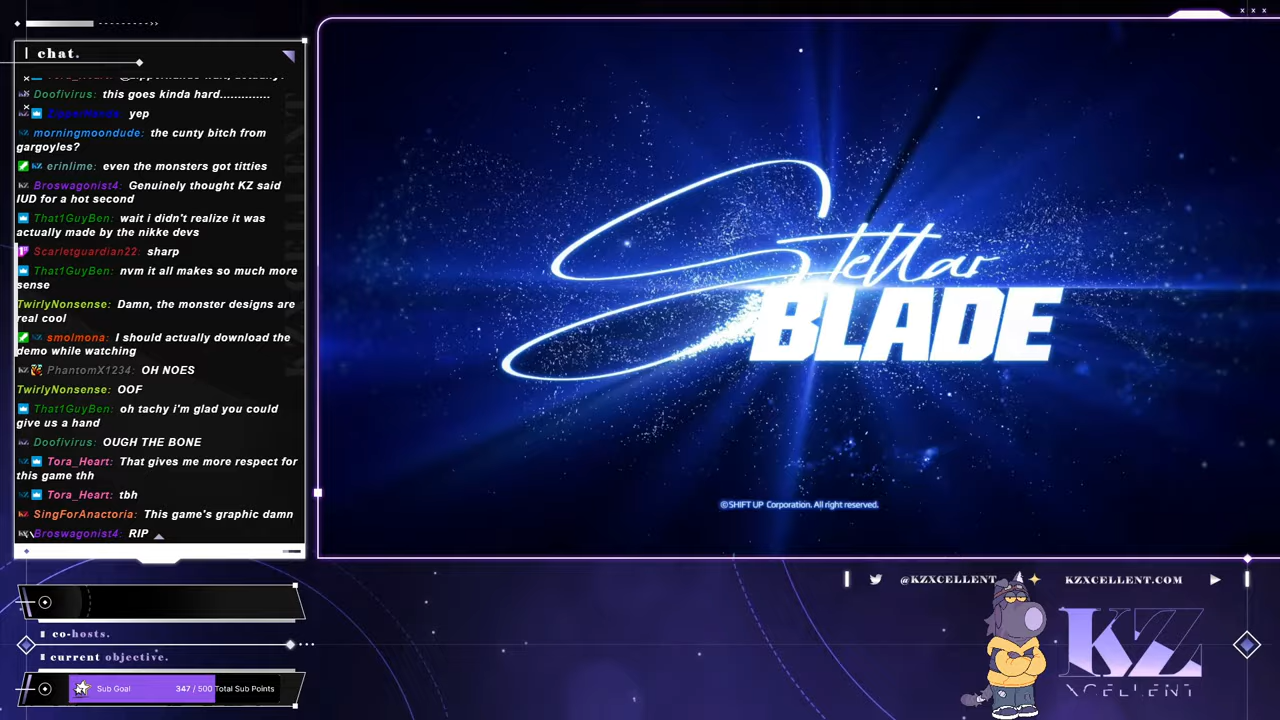 chat.
Doofivirus: this goes kinda hard..............
ZipperHands: yep
morningmoondude: the cunty bitch from
gargoyles?
erinlime: even the monsters got titties
Broswagonist4: Genuinely thought KZ said
IUD for a hot second
That1GuyBen: wait i didn't realize it was
actually made by the nikke devs
Scarletguardian22: sharp
That1GuyBen: nvm it all makes so much more
sense
TwirlyNonsense: Damn, the monster designs are
real cool
smolmona: I should actually download the
demo while watching
PhantomX1234: OH NOES
TwirlyNonsense: OOF
That1GuyBen: oh tachy i'm glad you could
give us a hand
Doofivirus: OUGH THE BONE
Tora_Heart: That gives me more respect for
this game thh
Tora_Heart: tbh
SingForAnactoria: This game's graphic damn
Broswagonist4: RIP
co-hosts.
current objective.
Sub Goal 347 / 500 Total Sub Points
Stellar
BLADE
©SHIFT UP Corporation. All right reserved.
@KZXCELLENT
KZXCELLENT.COM
KZ
XCELLENT